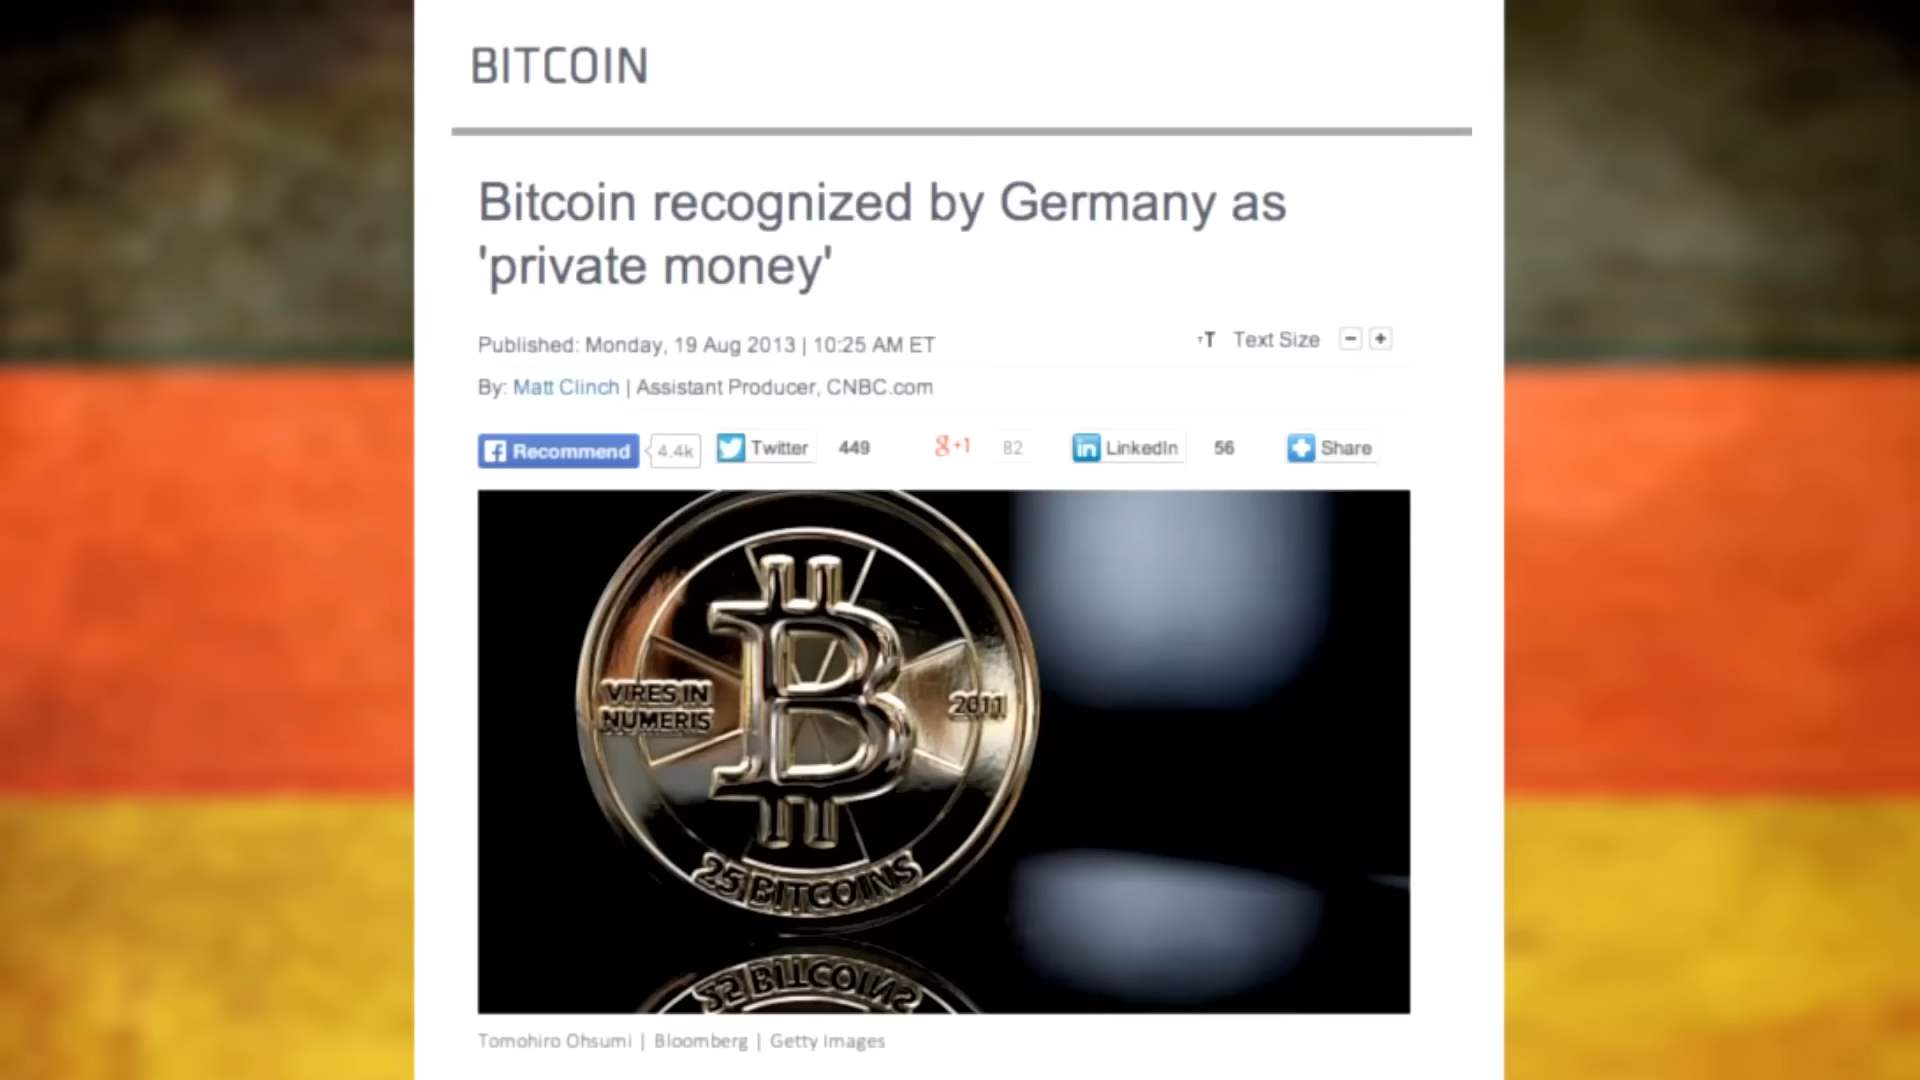 BITCOIN
Bitcoin recognized by Germany as
'private money'
Published: Monday, 19 Aug 2013 | 10:25 AM ET
TT Text Size - +
By: Matt Clinch | Assistant Producer, CNBC.com
f Recommend 4.4k Twitter 449 g+1 82 in LinkedIn 56 + Share
VIRES IN
NUMERIS
2011
25 BITCOINS
25 BITCOINS
Tomohiro Ohsumi | Bloomberg | Getty Images